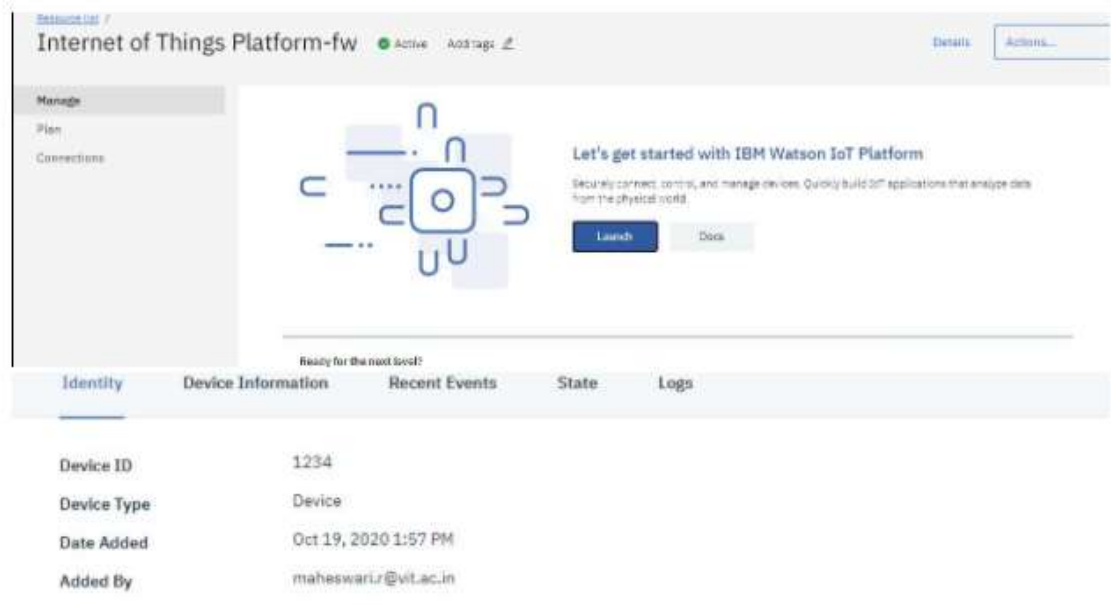 Resource list /
Internet of Things Platform-fw Active Add tags
Details Actions...
Manage
Plan
Connections
Let's get started with IBM Watson IoT Platform
Securely connect, control, and manage devices. Quickly build IoT applications that analyze data
from the physical world.
Launch Docs
Ready for the next level?
Identity Device Information Recent Events State Logs
Device ID 1234
Device Type Device
Date Added Oct 19, 2020 1:57 PM
Added By maheswari.r@vit.ac.in